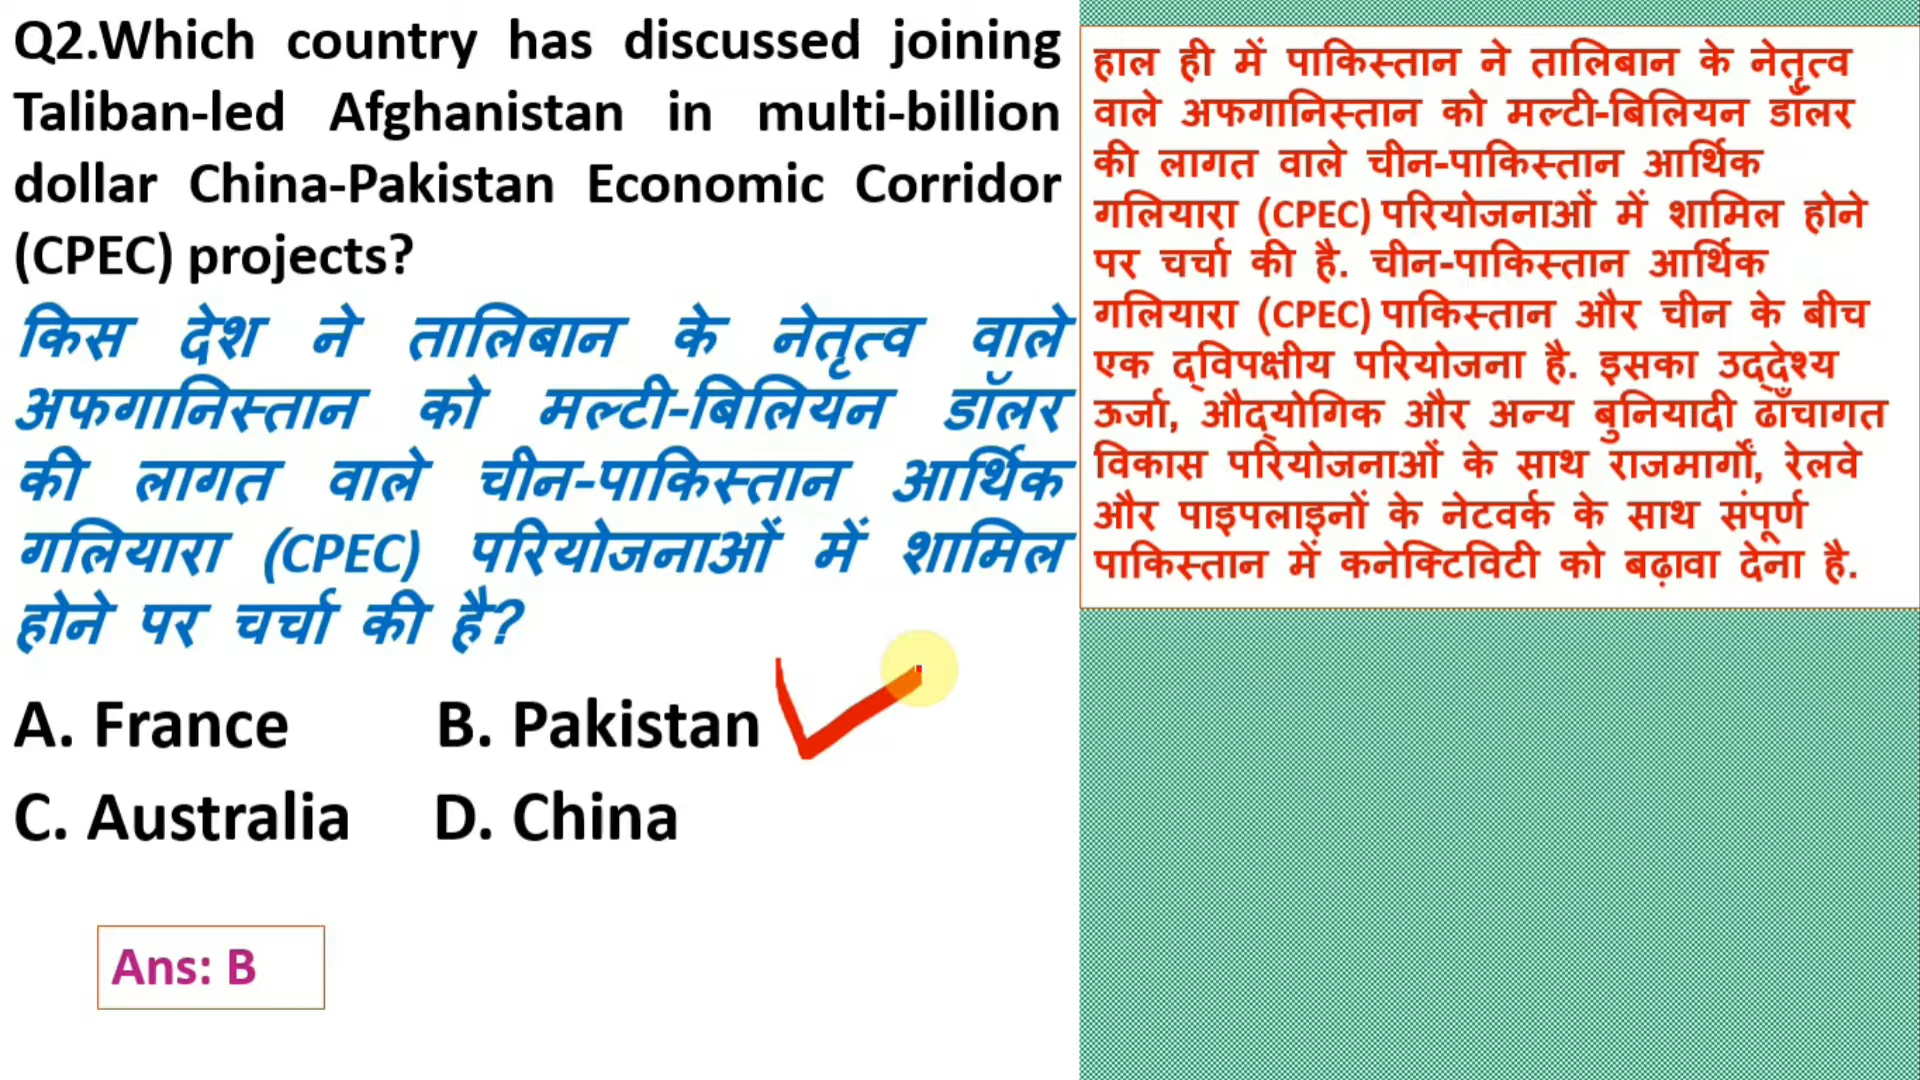 Q2.Which country has discussed joining
Taliban-led Afghanistan in multi-billion
dollar China-Pakistan Economic Corridor
(CPEC) projects?
किस देश ने तालिबान के नेतृत्व वाले
अफगानिस्तान को मल्टी-बिलियन डॉलर
की लागत वाले चीन-पाकिस्तान आर्थिक
गलियारा (CPEC) परियोजनाओं में शामिल
होने पर चर्चा की है?
A. France B. Pakistan
C. Australia D. China
Ans: B
हाल ही में पाकिस्तान ने तालिबान के नेतृत्व
वाले अफगानिस्तान को मल्टी-बिलियन डॉलर
की लागत वाले चीन-पाकिस्तान आर्थिक
गलियारा (CPEC) परियोजनाओं में शामिल होने
पर चर्चा की है. चीन-पाकिस्तान आर्थिक
गलियारा (CPEC) पाकिस्तान और चीन के बीच
एक द्विपक्षीय परियोजना है. इसका उद्देश्य
ऊर्जा, औद्योगिक और अन्य बुनियादी ढाँचागत
विकास परियोजनाओं के साथ राजमार्गों, रेलवे
और पाइपलाइनों के नेटवर्क के साथ संपूर्ण
पाकिस्तान में कनेक्टिविटी को बढ़ावा देना है.